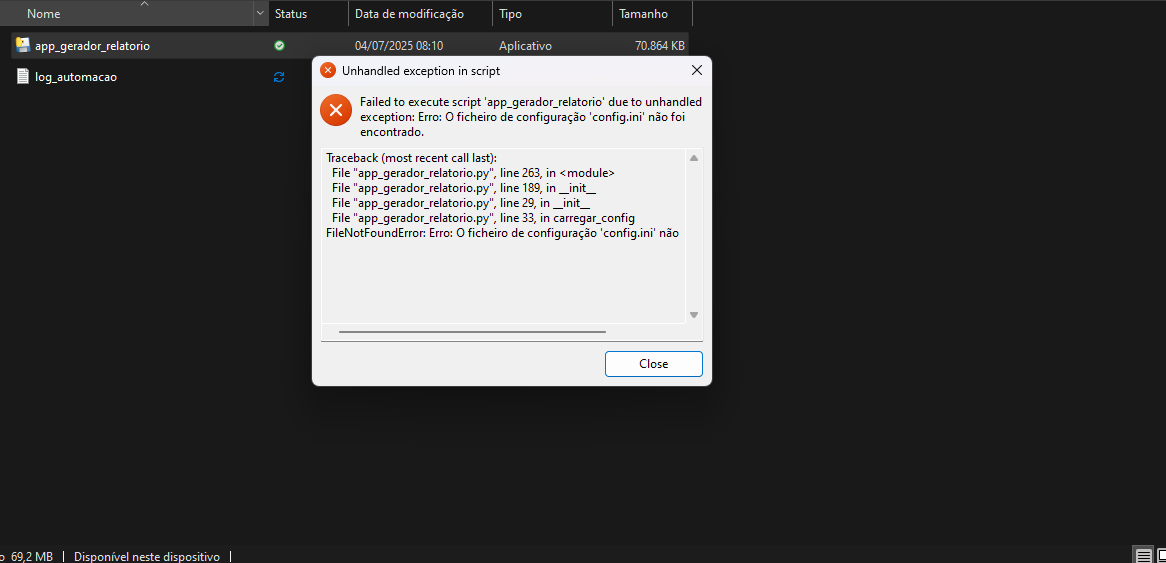 Nome Status Data de modificação Tipo Tamanho
app_gerador_relatorio 04/07/2025 08:10 Aplicativo 70.864 KB
log_automacao
Unhandled exception in script
Failed to execute script 'app_gerador_relatorio' due to unhandled
exception: Erro: O ficheiro de configuração 'config.ini' não foi
encontrado.
Traceback (most recent call last):
File "app_gerador_relatorio.py", line 263, in <module>
File "app_gerador_relatorio.py", line 189, in __init__
File "app_gerador_relatorio.py", line 29, in __init__
File "app_gerador_relatorio.py", line 33, in carregar_config
FileNotFoundError: Erro: O ficheiro de configuração 'config.ini' não
Close
o 69,2 MB Disponível neste dispositivo